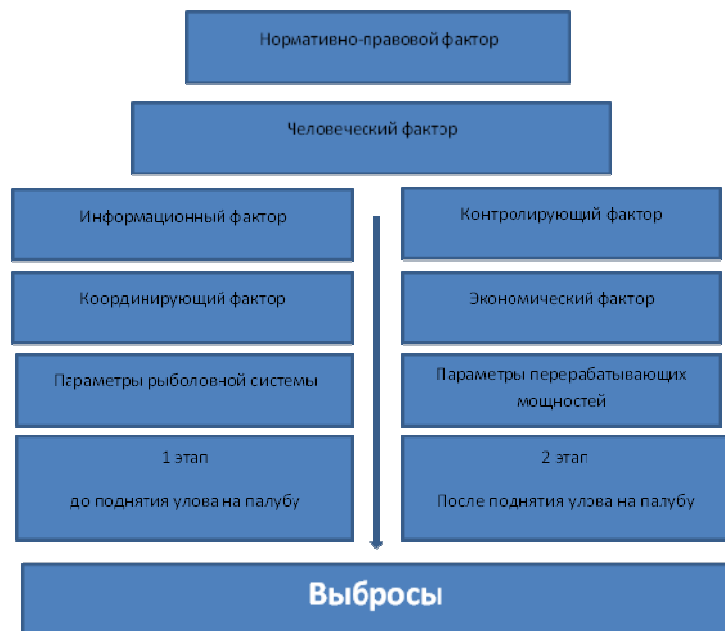 Нормативно-правовой фактор
Человеческий фактор
Информационный фактор
Контролирующий фактор
Координирующий фактор
Экономический фактор
Параметры рыболовной системы
Параметры перерабатывающих
мощностей
1 этап
до поднятия улова на палубу
2 этап
После поднятия улова на палубу
Выбросы